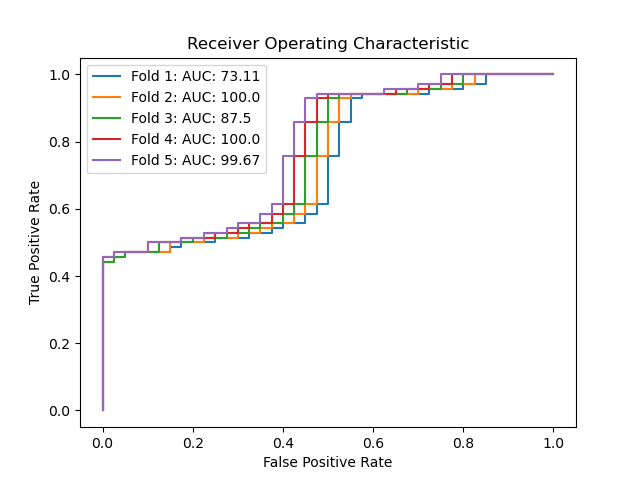 Receiver Operating Characteristic
Fold 1: AUC: 73.11
Fold 2: AUC: 100.0
Fold 3: AUC: 87.5
Fold 4: AUC: 100.0
Fold 5: AUC: 99.67
True Positive Rate
1.0
0.8
0.6
0.4
0.2
0.0
0.0 0.2 0.4 0.6 0.8 1.0
False Positive Rate